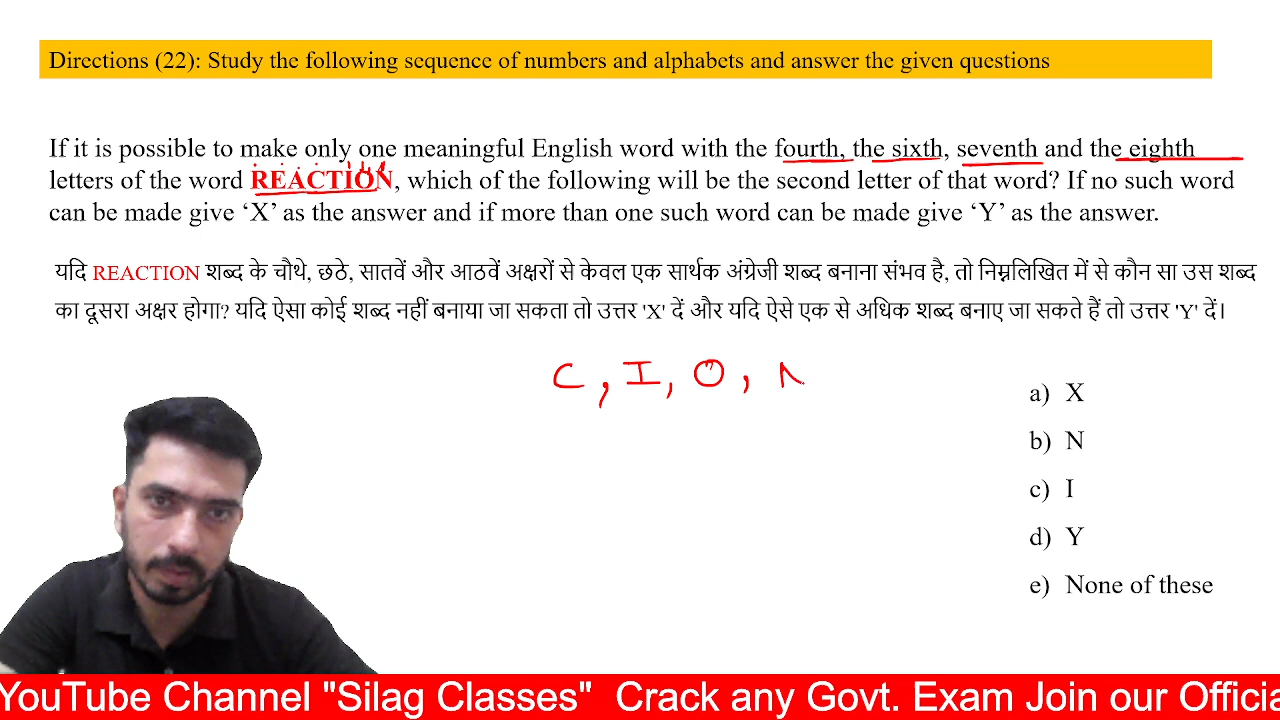 Directions (22): Study the following sequence of numbers and alphabets and answer the given questions
If it is possible to make only one meaningful English word with the fourth, the sixth, seventh and the eighth
letters of the word REACTION, which of the following will be the second letter of that word? If no such word
can be made give ‘X’ as the answer and if more than one such word can be made give ‘Y’ as the answer.
यदि REACTION शब्द के चौथे, छठे, सातवें और आठवें अक्षरों से केवल एक सार्थक अंग्रेजी शब्द बनाना संभव है, तो निम्नलिखित में से कौन सा उस शब्द
का दूसरा अक्षर होगा? यदि ऐसा कोई शब्द नहीं बनाया जा सकता तो उत्तर 'X' दें और यदि ऐसे एक से अधिक शब्द बनाए जा सकते हैं तो उत्तर 'Y' दें।
C, I, O, N
a) X
b) N
c) I
d) Y
e) None of these
YouTube Channel "Silag Classes" Crack any Govt. Exam Join our Officia